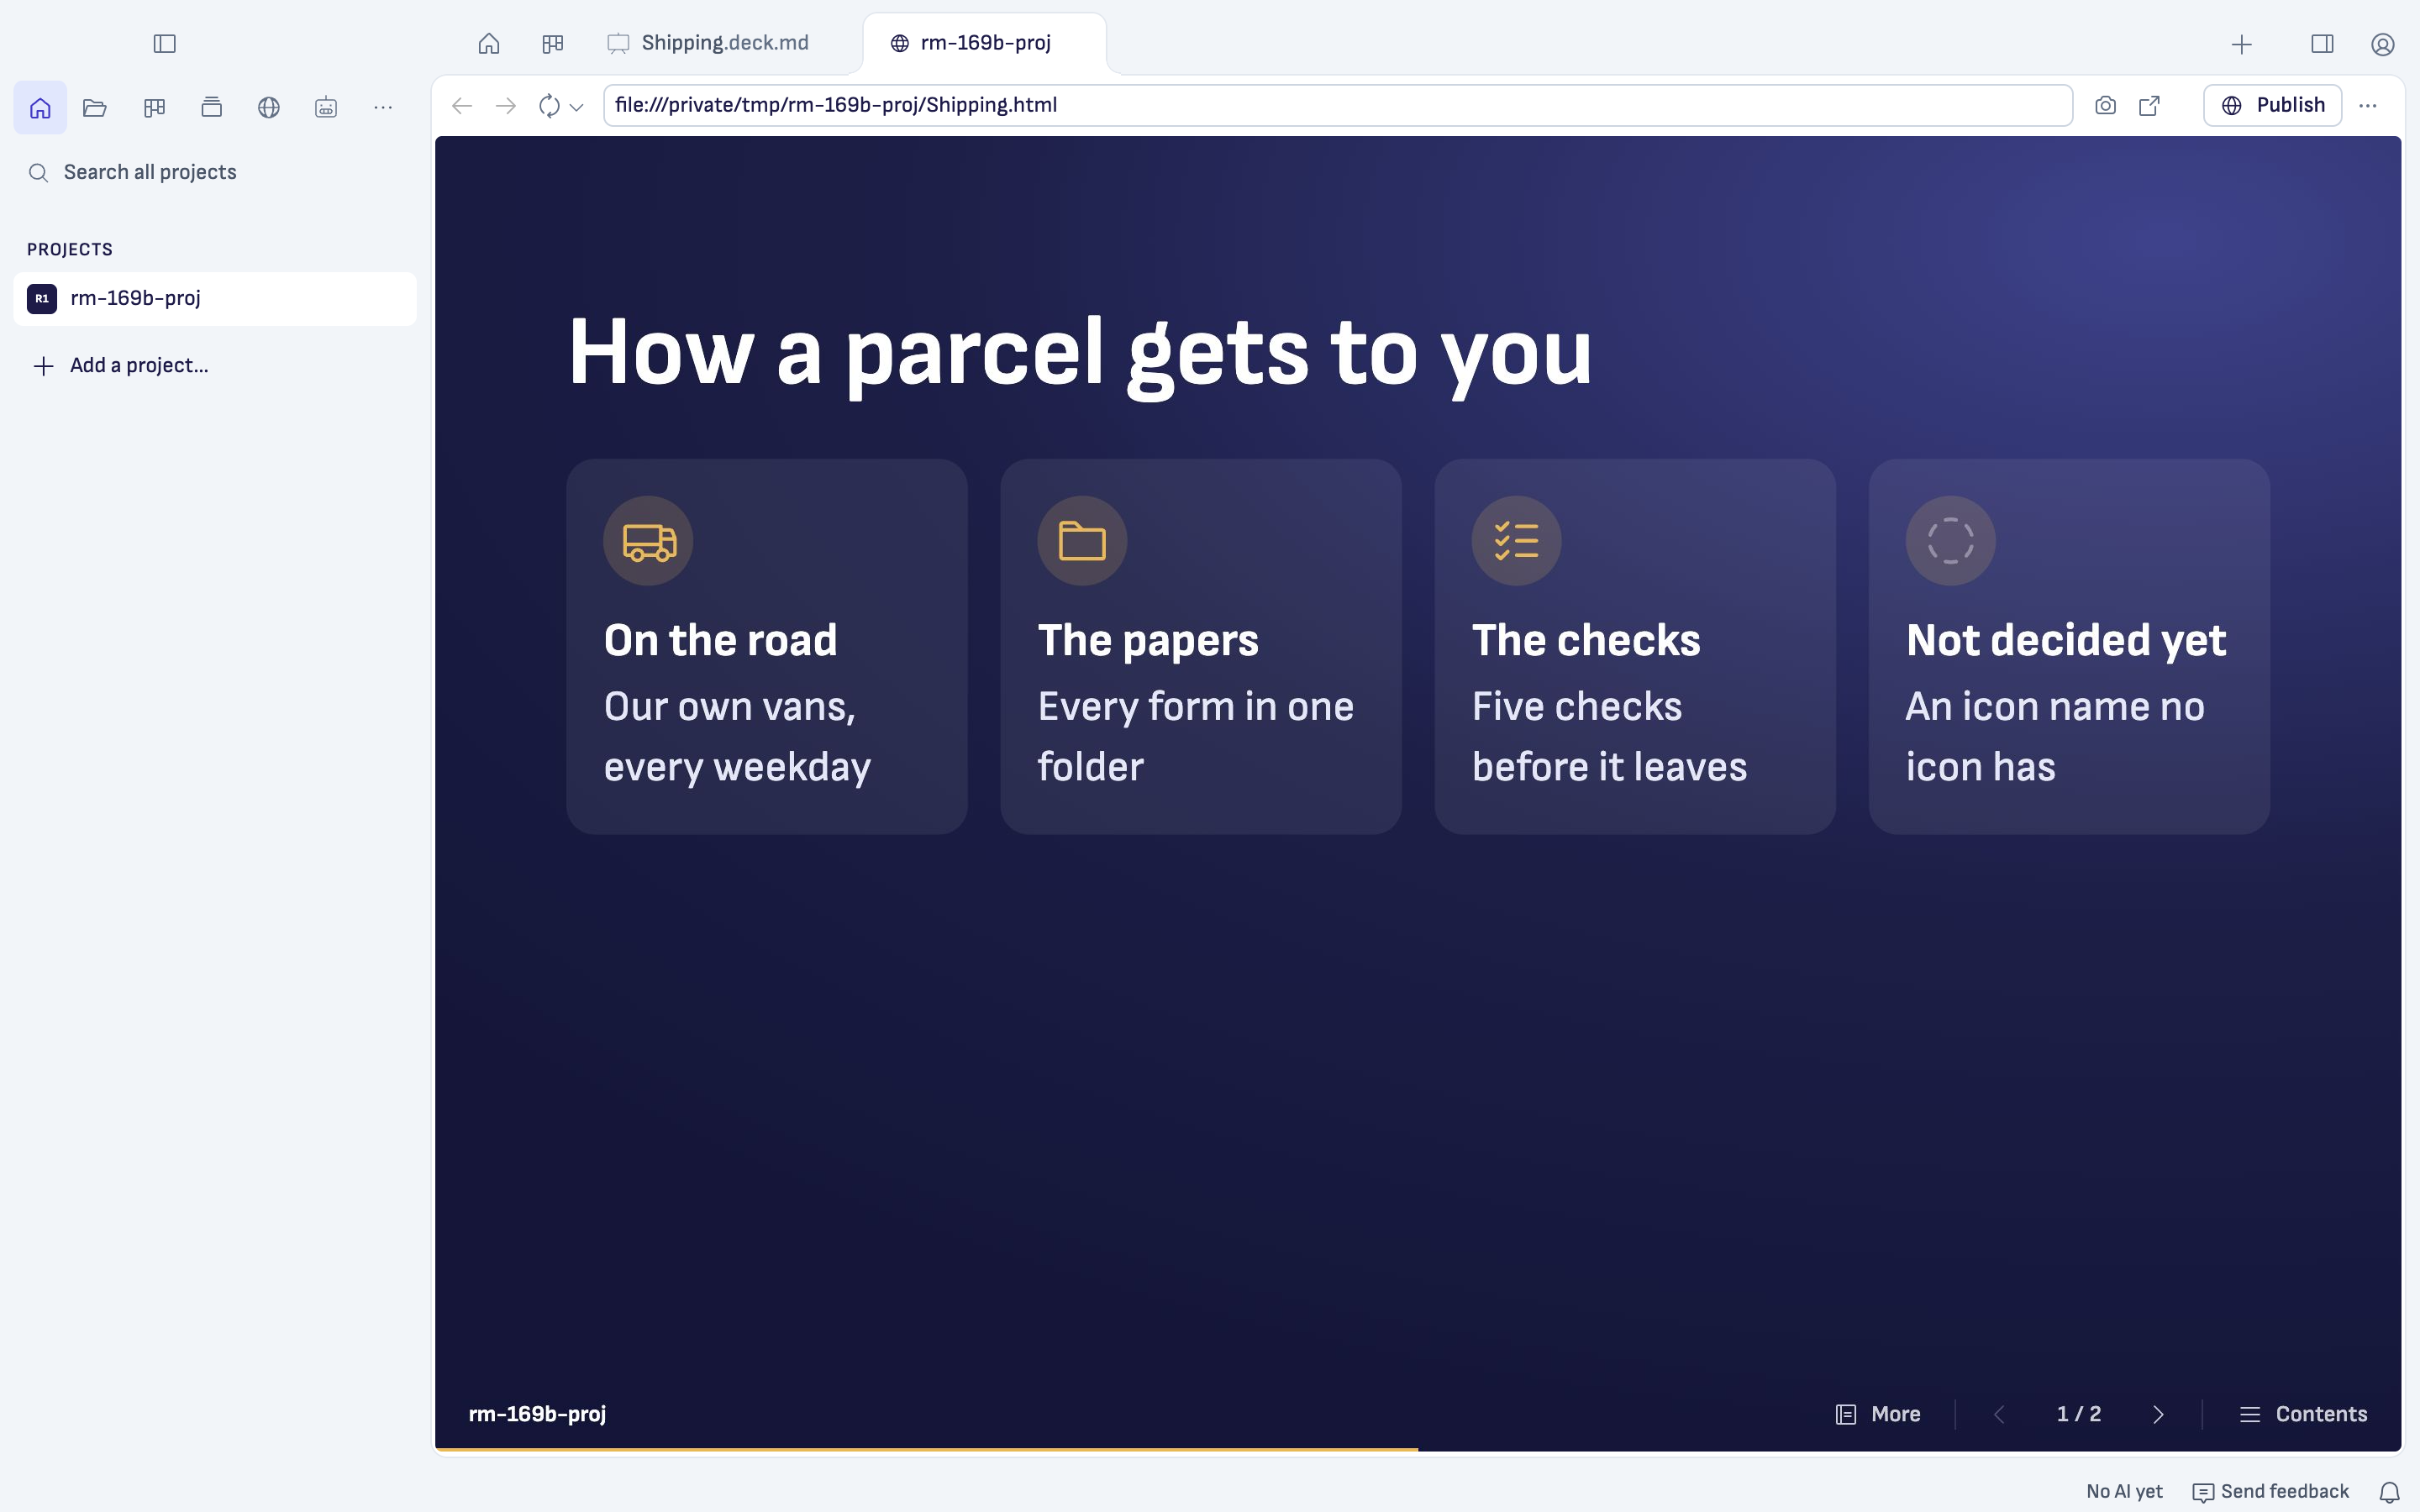 Shipping.deck.md
rm-169b-proj
file:///private/tmp/rm-169b-proj/Shipping.html
Publish
Search all projects
PROJECTS
R1
rm-169b-proj
Add a project...
How a parcel gets to you
On the road
Our own vans,
every weekday
The papers
Every form in one
folder
The checks
Five checks
before it leaves
Not decided yet
An icon name no
icon has
rm-169b-proj
More
1 / 2
Contents
No AI yet
Send feedback